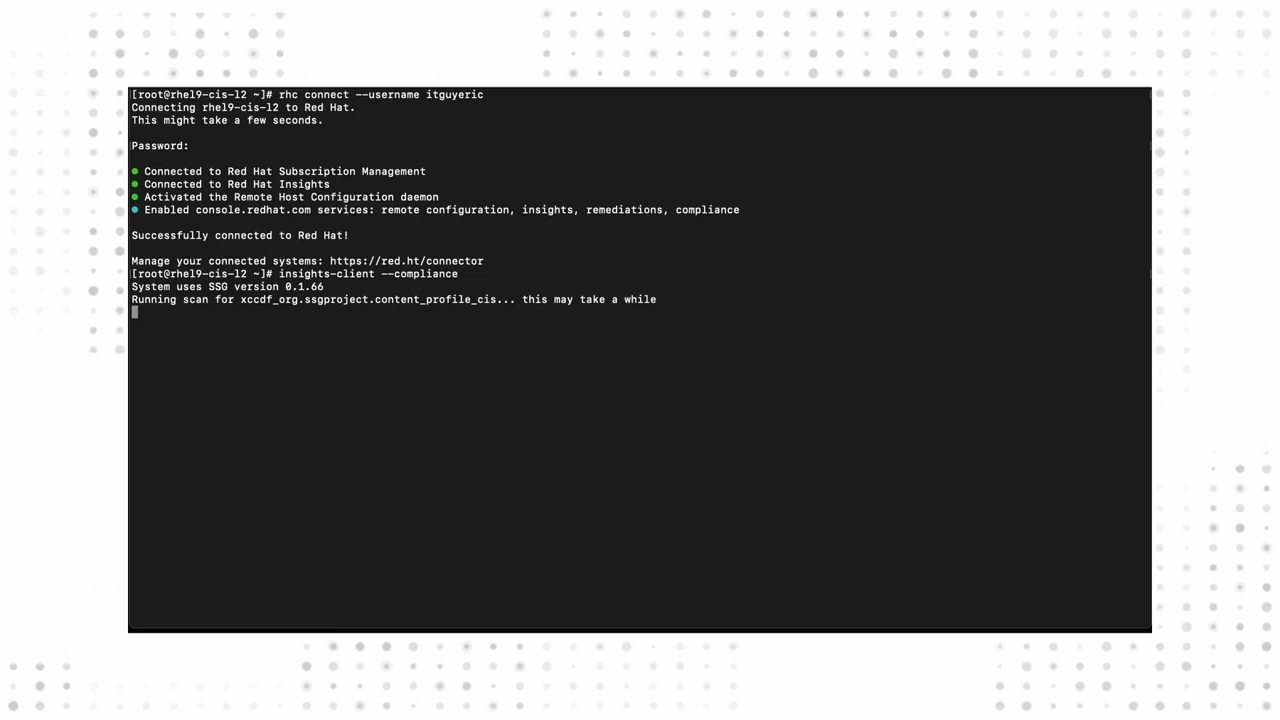 [root@rhel9-cis-l2 ~]# rhc connect --username itguyeric
Connecting rhel9-cis-l2 to Red Hat.
This might take a few seconds.
Password:
● Connected to Red Hat Subscription Management
● Connected to Red Hat Insights
● Activated the Remote Host Configuration daemon
● Enabled console.redhat.com services: remote configuration, insights, remediations, compliance
Successfully connected to Red Hat!
Manage your connected systems: https://red.ht/connector
[root@rhel9-cis-l2 ~]# insights-client --compliance
System uses SSG version 0.1.66
Running scan for xccdf_org.ssgproject.content_profile_cis... this may take a while